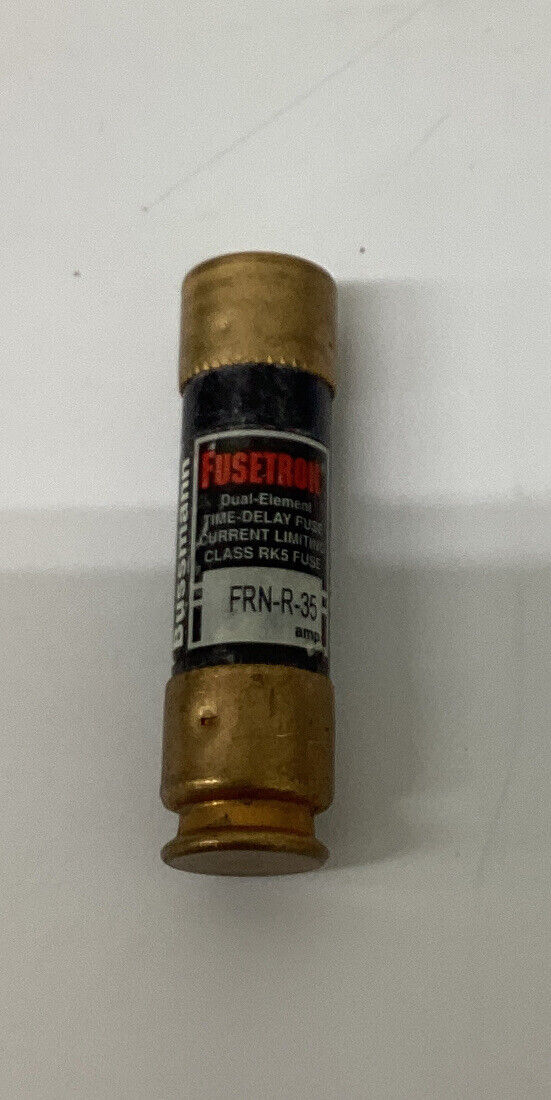 Bussmann
FUSETRON
Dual-Element
TIME-DELAY FUSE
CURRENT LIMITING
CLASS RK5 FUSE
FRN-R-35
amp